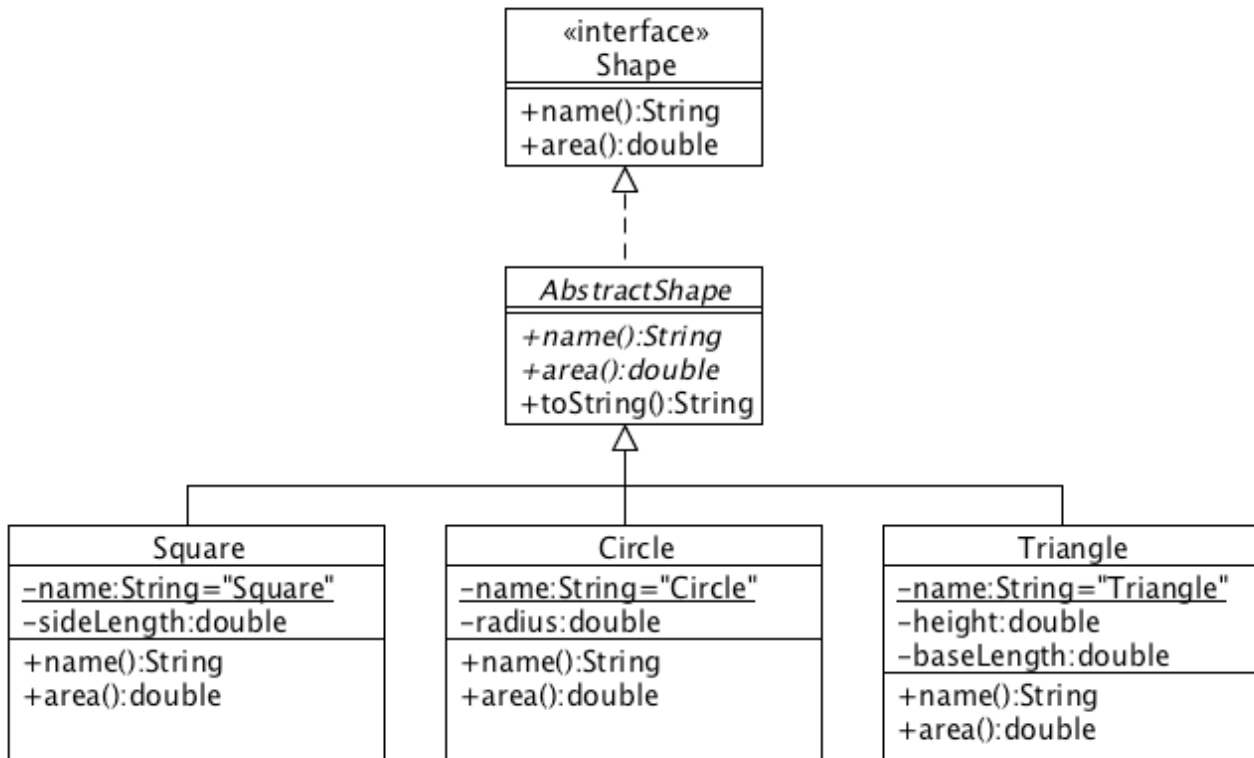 «interface»
Shape
+name():String
+area():double
AbstractShape
+name():String
+area():double
+toString():String
Square
-name:String="Square"
-sideLength:double
+name():String
+area():double
Circle
-name:String="Circle"
-radius:double
+name():String
+area():double
Triangle
-name:String="Triangle"
-height:double
-baseLength:double
+name():String
+area():double